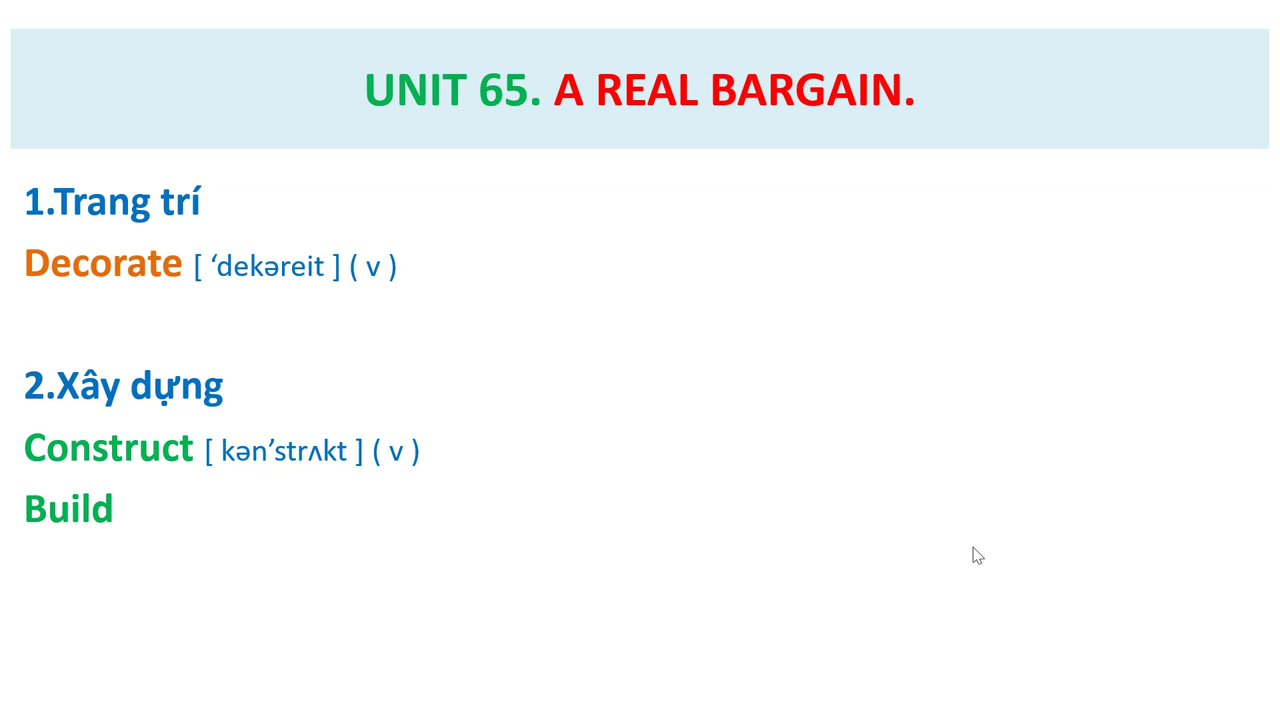 UNIT 65. A REAL BARGAIN.
1.Trang trí
Decorate [ ‘dekəreit ] ( v )
2.Xây dựng
Construct [ kən’strʌkt ] ( v )
Build